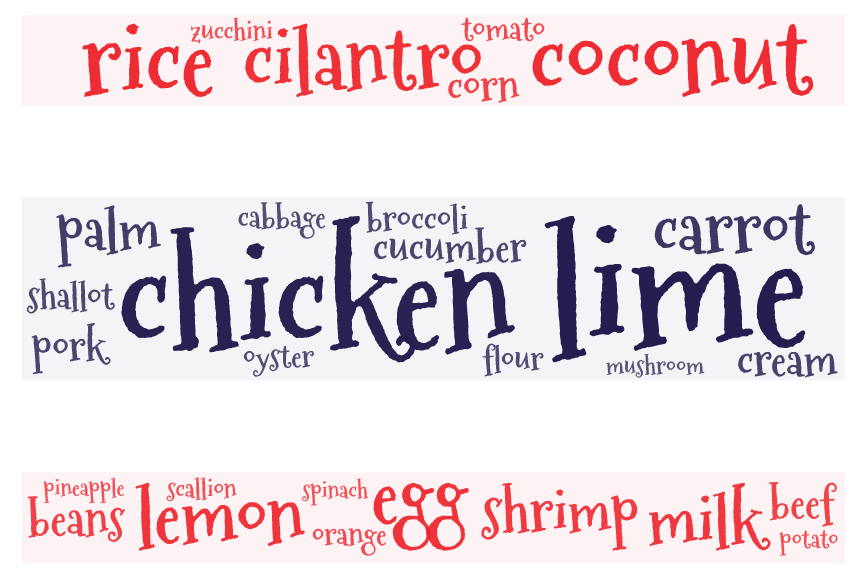 zucchini tomato
rice cilantro coconut
corn
palm cabbage broccoli carrot
cucumber
shallot chicken lime
pork oyster flour mushroom cream
pineapple scallion spinach beef
beans lemon egg shrimp milk
orange potato